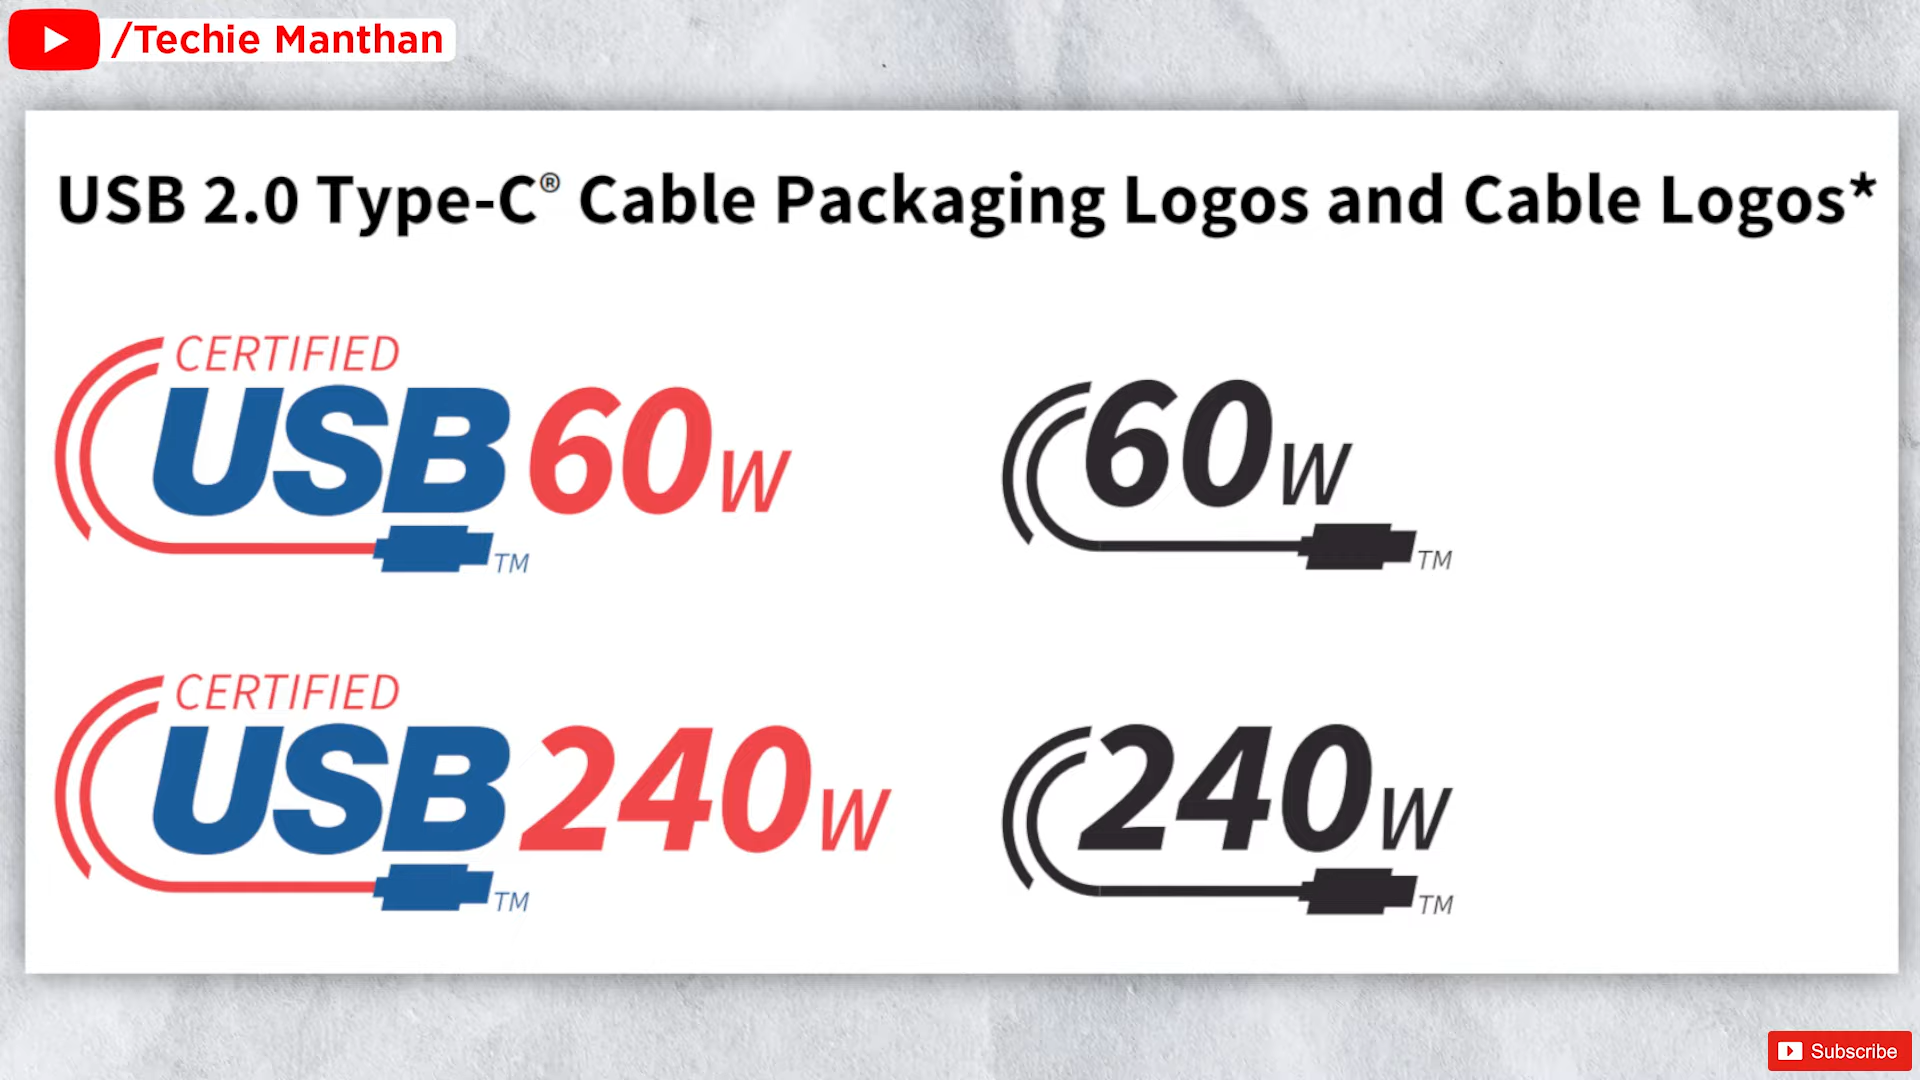 /Techie Manthan
USB 2.0 Type-C® Cable Packaging Logos and Cable Logos*
CERTIFIED
USB 60W
TM
60W
TM
CERTIFIED
USB 240W
TM
240W
TM
Subscribe